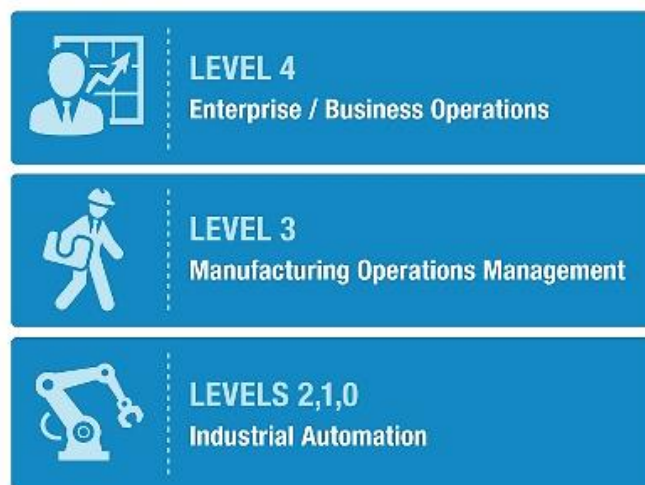 LEVEL 4
Enterprise / Business Operations
LEVEL 3
Manufacturing Operations Management
LEVELS 2,1,0
Industrial Automation